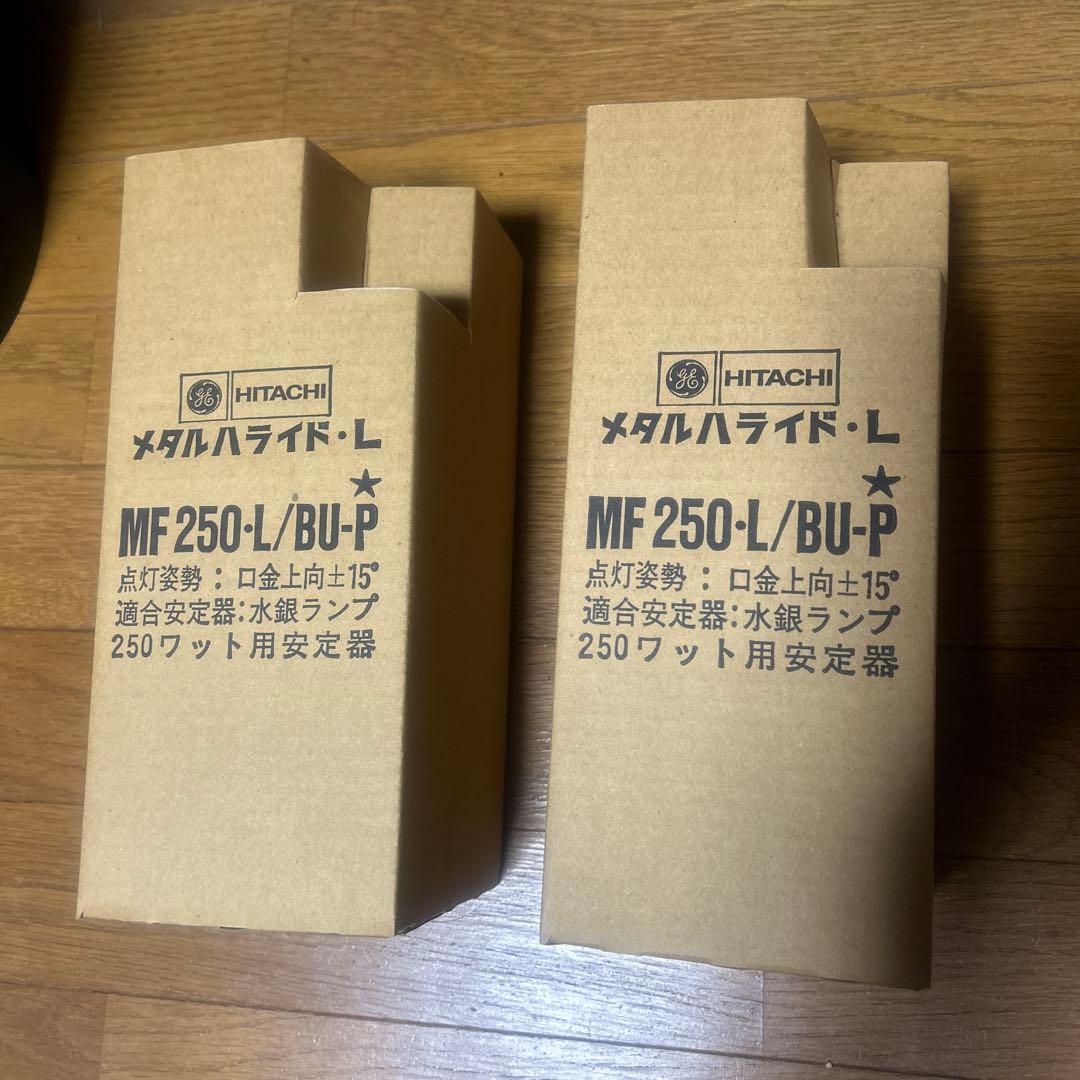 GE HITACHI
メタルハライド・L
★
MF250・L/BU-P
点灯姿勢：口金上向±15°
適合安定器：水銀ランプ
250ワット用安定器
GE HITACHI
メタルハライド・L
★
MF250・L/BU-P
点灯姿勢：口金上向±15°
適合安定器：水銀ランプ
250ワット用安定器